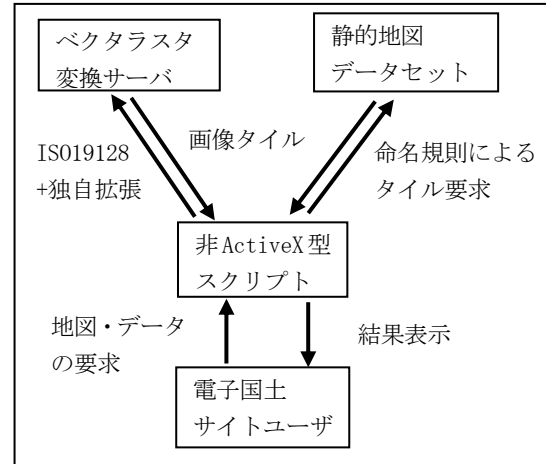 ベクタラスタ
変換サーバ
静的地図
データセット
ISO19128
+独自拡張
画像タイル
命名規則による
タイル要求
非ActiveX型
スクリプト
地図・データ
の要求
結果表示
電子国土
サイトユーザ